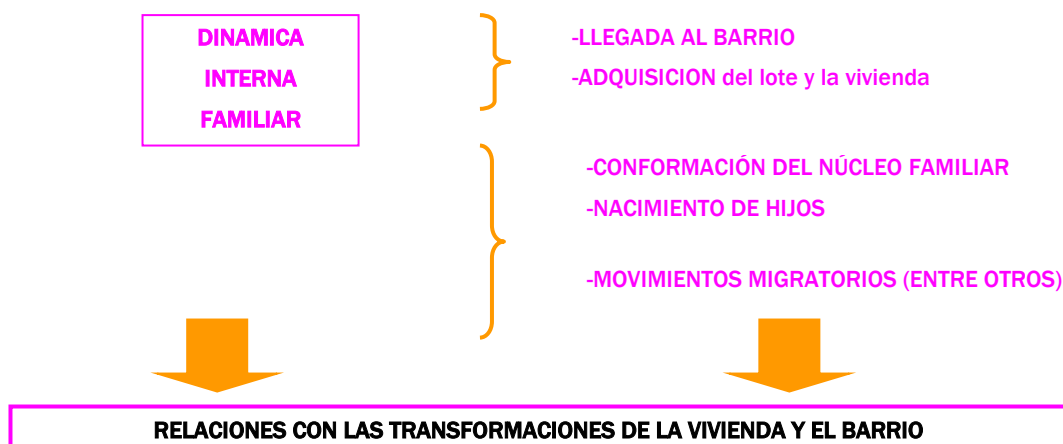 DINAMICA
INTERNA
FAMILIAR
-LLEGADA AL BARRIO
-ADQUISICION del lote y la vivienda
-CONFORMACIÓN DEL NÚCLEO FAMILIAR
-NACIMIENTO DE HIJOS
-MOVIMIENTOS MIGRATORIOS (ENTRE OTROS)
RELACIONES CON LAS TRANSFORMACIONES DE LA VIVIENDA Y EL BARRIO